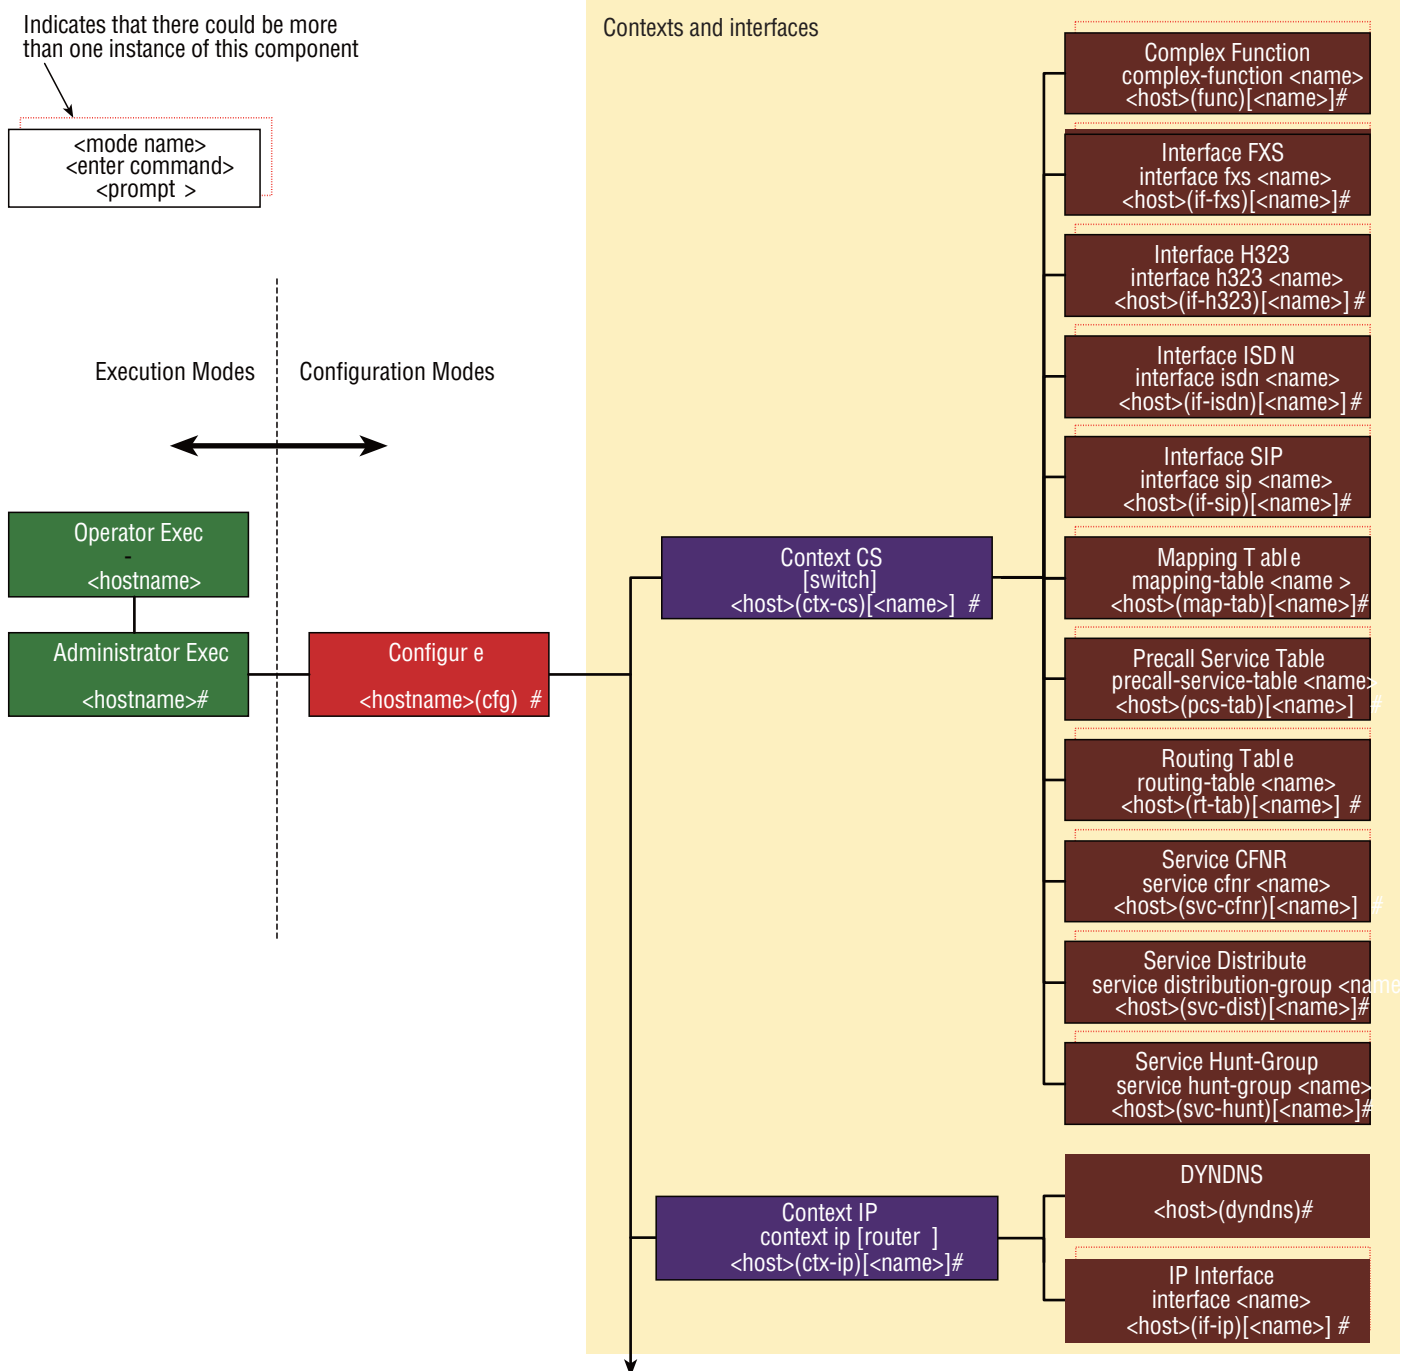 Indicates that there could be more
than one instance of this component
<mode name>
<enter command>
<prompt >
Execution Modes
Configuration Modes
Operator Exec
-
<hostname>
Administrator Exec
<hostname>#
Configur e
<hostname>(cfg) #
Contexts and interfaces
Context CS
[switch]
<host>(ctx-cs)[<name>] #
Complex Function
complex-function <name>
<host>(func)[<name>]#
Interface FXS
interface fxs <name>
<host>(if-fxs)[<name>]#
Interface H323
interface h323 <name>
<host>(if-h323)[<name>] #
Interface ISD N
interface isdn <name>
<host>(if-isdn)[<name>] #
Interface SIP
interface sip <name>
<host>(if-sip)[<name>]#
Mapping T able
mapping-table <name >
<host>(map-tab)[<name>]#
Precall Service Table
precall-service-table <name>
<host>(pcs-tab)[<name>] #
Routing Table
routing-table <name>
<host>(rt-tab)[<name>] #
Service CFNR
service cfnr <name>
<host>(svc-cfnr)[<name>] #
Service Distribute
service distribution-group <name
<host>(svc-dist)[<name>]#
Service Hunt-Group
service hunt-group <name>
<host>(svc-hunt)[<name>]#
Context IP
context ip [router ]
<host>(ctx-ip)[<name>]#
DYNDNS
<host>(dyndns)#
IP Interface
interface <name>
<host>(if-ip)[<name>] #